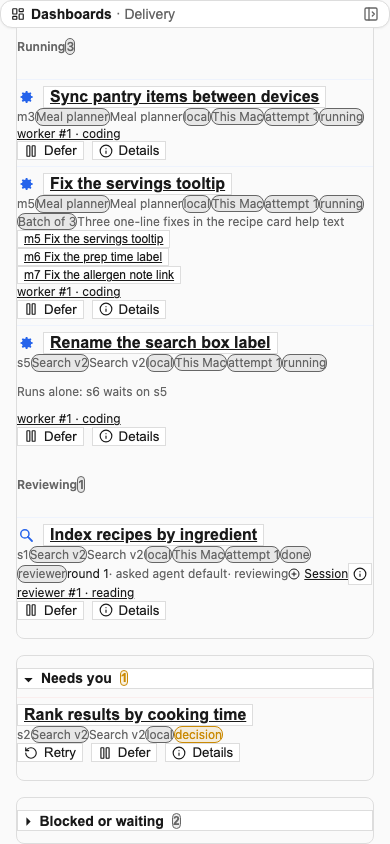 Dashboards · Delivery
Running 3
Sync pantry items between devices
m3 Meal planner Meal planner local This Mac attempt 1 running
worker #1 · coding
Defer Details
Fix the servings tooltip
m5 Meal planner Meal planner local This Mac attempt 1 running
Batch of 3 Three one-line fixes in the recipe card help text
m5 Fix the servings tooltip
m6 Fix the prep time label
m7 Fix the allergen note link
worker #1 · coding
Defer Details
Rename the search box label
s5 Search v2 Search v2 local This Mac attempt 1 running
Runs alone: s6 waits on s5
worker #1 · coding
Defer Details
Reviewing 1
Index recipes by ingredient
s1 Search v2 Search v2 local This Mac attempt 1 done
reviewer round 1 · asked agent default · reviewing Session
reviewer #1 · reading
Defer Details
Needs you 1
Rank results by cooking time
s2 Search v2 Search v2 local decision
Retry Defer Details
Blocked or waiting 2